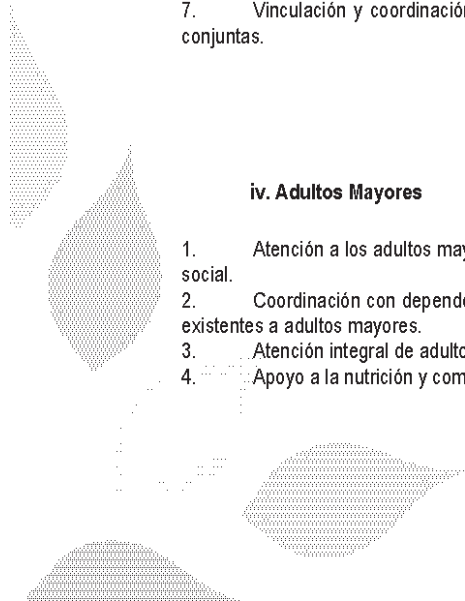 7. Vinculación y coordinación
conjuntas.
iv. Adultos Mayores
1. Atención a los adultos may
social.
2. Coordinación con depende
existentes a adultos mayores.
3. Atención integral de adulto
4. Apoyo a la nutrición y com